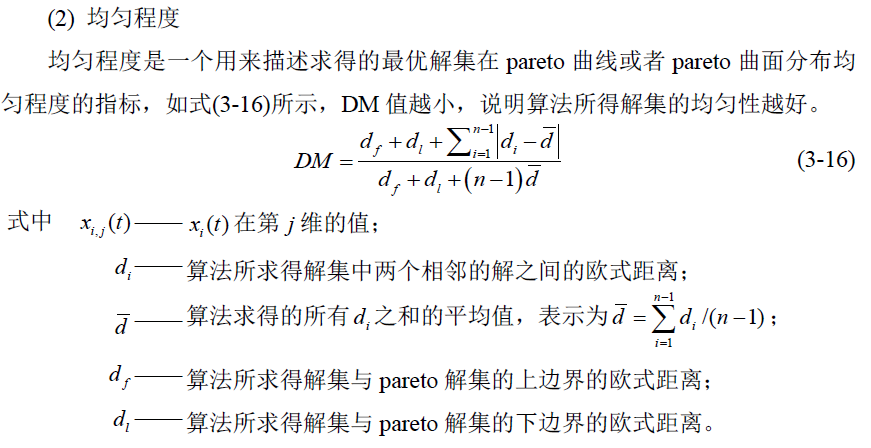 (2) 均匀程度
均匀程度是一个用来描述求得的最优解集在 pareto 曲线或者 pareto 曲面分布均
匀程度的指标，如式(3-16)所示，DM 值越小，说明算法所得解集的均匀性越好。
$DM = \frac{d_f + d_l + \sum_{i=1}^{n-1} \left| d_i - \overline{d} \right|}{d_f + d_l + (n-1)\overline{d}}$ (3-16)
式中 $x_{i,j}(t)$——$x_i(t)$ 在第 j 维的值；
$d_i$——算法所求得解集中两个相邻的解之间的欧式距离；
$\overline{d}$——算法求得的所有 $d_i$ 之和的平均值，表示为 $\overline{d} = \sum_{i=1}^{n-1} d_i /(n-1)$；
$d_f$——算法所求得解集与 pareto 解集的上边界的欧式距离；
$d_l$——算法所求得解集与 pareto 解集的下边界的欧式距离。